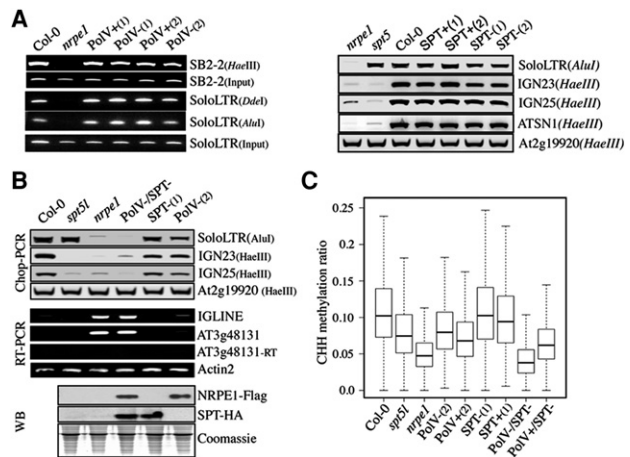 A
Col-0
nrpe1
PolV+(1)
PolV-(1)
PolV+(2)
PolV-(2)
SB2-2(HaeIII)
SB2-2(Input)
SoloLTR(DdeI)
SoloLTR(AluI)
SoloLTR(Input)
nrpe1
spt5
Col-0
SPT+(1)
SPT+(2)
SPT-(1)
SPT-(2)
SoloLTR(AluI)
IGN23(HaeIII)
IGN25(HaeIII)
ATSN1(HaeIII)
At2g19920(HaeIII)
B
Col-0
spt5l
nrpe1
PolV-/SPT-
SPT-(1)
PolV-(2)
Chop-PCR
SoloLTR(AluI)
IGN23(HaeIII)
IGN25(HaeIII)
At2g19920 (HaeIII)
RT-PCR
IGLINE
AT3g48131
AT3g48131-RT
Actin2
WB
NRPE1-Flag
SPT-HA
Coomassie
C
CHH methylation ratio
0.25
0.20
0.15
0.10
0.05
0.0
Col-0
spt5l
nrpe1
PolV-(2)
PolV+(2)
SPT-(1)
SPT+(1)
PolV-/SPT-
PolV+/SPT-